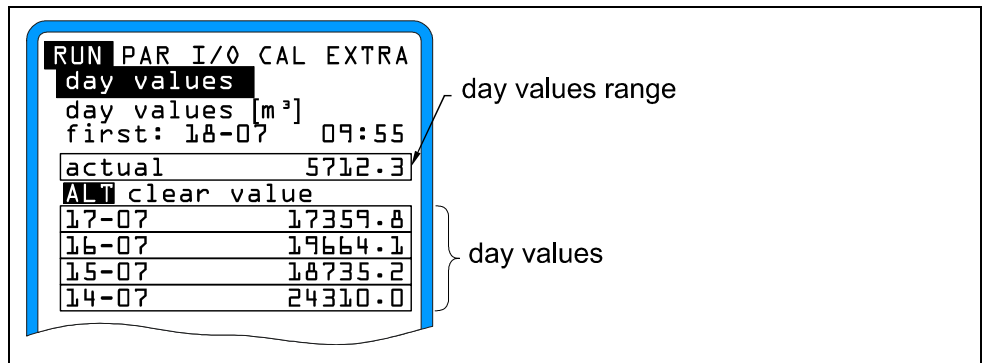 RUN PAR I/O CAL EXTRA
day values
day values [m³]
first: 18-07 09:55
actual 5712.3
ALT clear value
17-07 17359.8
16-07 19664.1
15-07 18735.2
14-07 24310.0
day values range
day values